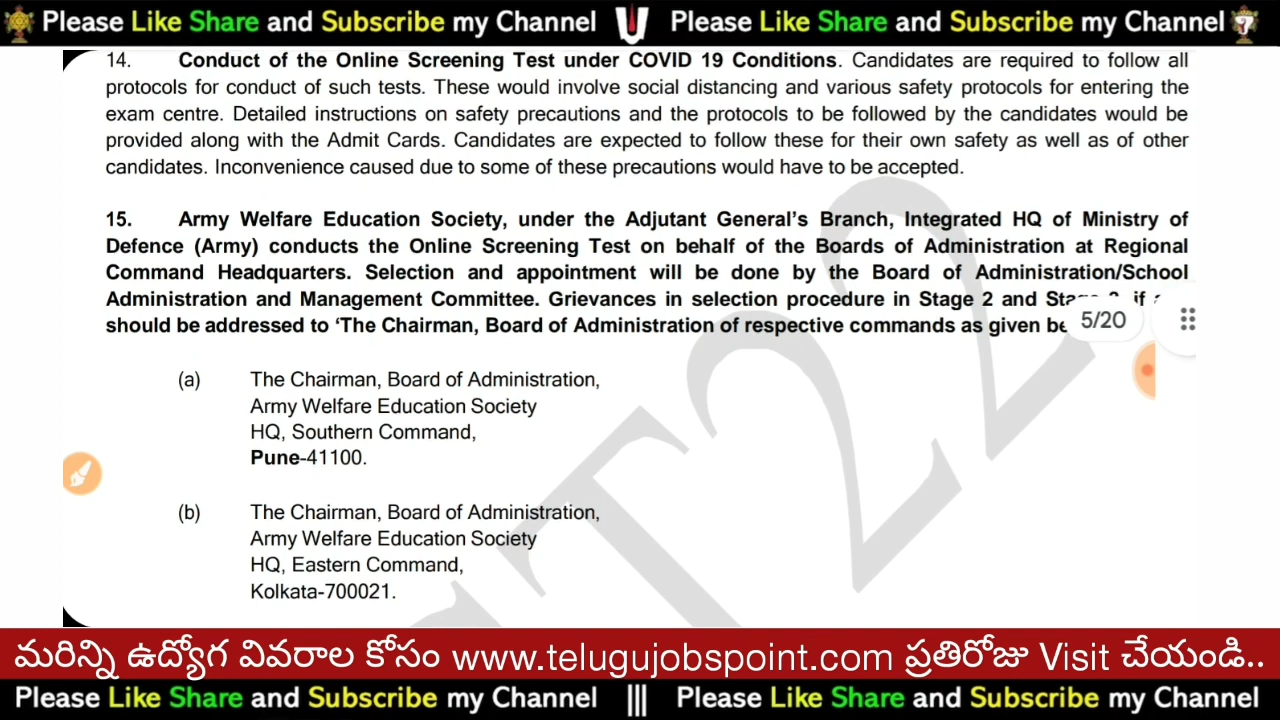 Please Like Share and Subscribe my Channel Please Like Share and Subscribe my Channel
14. Conduct of the Online Screening Test under COVID 19 Conditions. Candidates are required to follow all
protocols for conduct of such tests. These would involve social distancing and various safety protocols for entering the
exam centre. Detailed instructions on safety precautions and the protocols to be followed by the candidates would be
provided along with the Admit Cards. Candidates are expected to follow these for their own safety as well as of other
candidates. Inconvenience caused due to some of these precautions would have to be accepted.
15. Army Welfare Education Society, under the Adjutant General's Branch, Integrated HQ of Ministry of
Defence (Army) conducts the Online Screening Test on behalf of the Boards of Administration at Regional
Command Headquarters. Selection and appointment will be done by the Board of Administration/School
Administration and Management Committee. Grievances in selection procedure in Stage 2 and if
should be addressed to 'The Chairman, Board of Administration of respective commands as given
5/20
(a) The Chairman, Board of Administration,
Army Welfare Education Society
HQ, Southern Command,
Pune-41100.
(b) The Chairman, Board of Administration,
Army Welfare Education Society
HQ, Eastern Command,
Kolkata-700021.
మరిన్ని ఉద్యోగ వివరాల కోసం www.telugujobspoint.com ప్రతిరోజు Visit చేయండి..
Please Like Share and Subscribe my Channel ||| Please Like Share and Subscribe my Channel